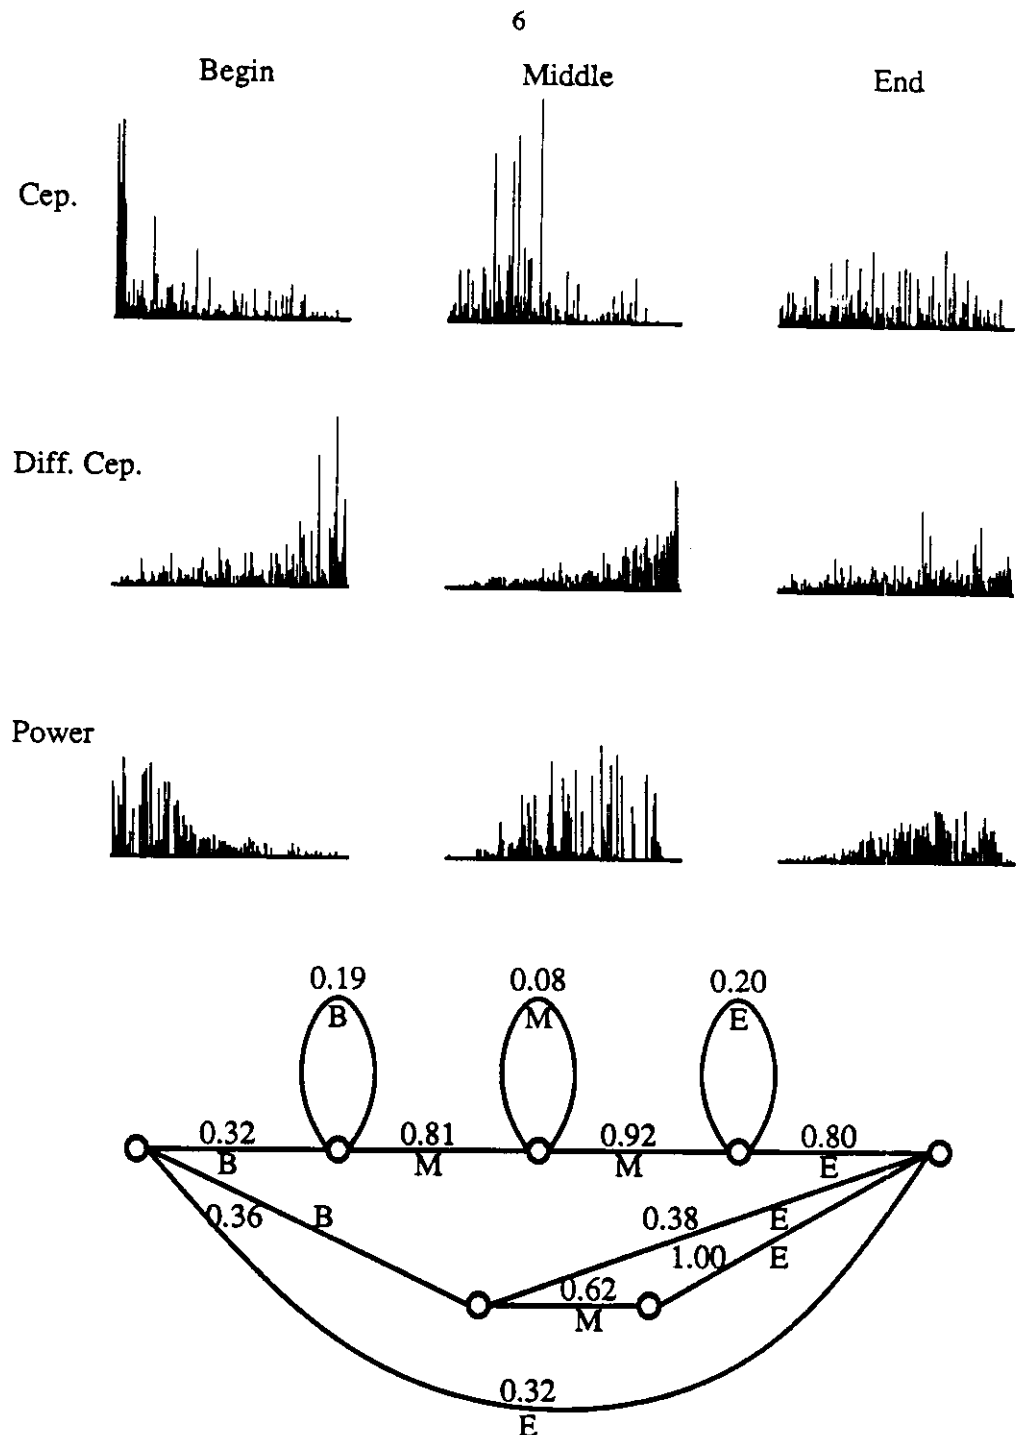 6
Begin Middle End
Cep.
Diff. Cep.
Power
0.19 0.08 0.20
B M E
0.32 0.81 0.92 0.80
B M M E
0.36 B 0.38 E
1.00 E
0.62
M
0.32
E